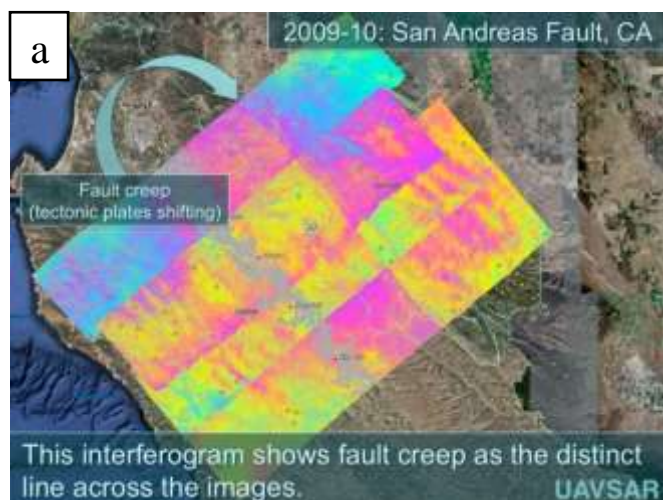 a
2009-10: San Andreas Fault, CA
Fault creep
(tectonic plates shifting)
This interferogram shows fault creep as the distinct
line across the images.
UAVSAR